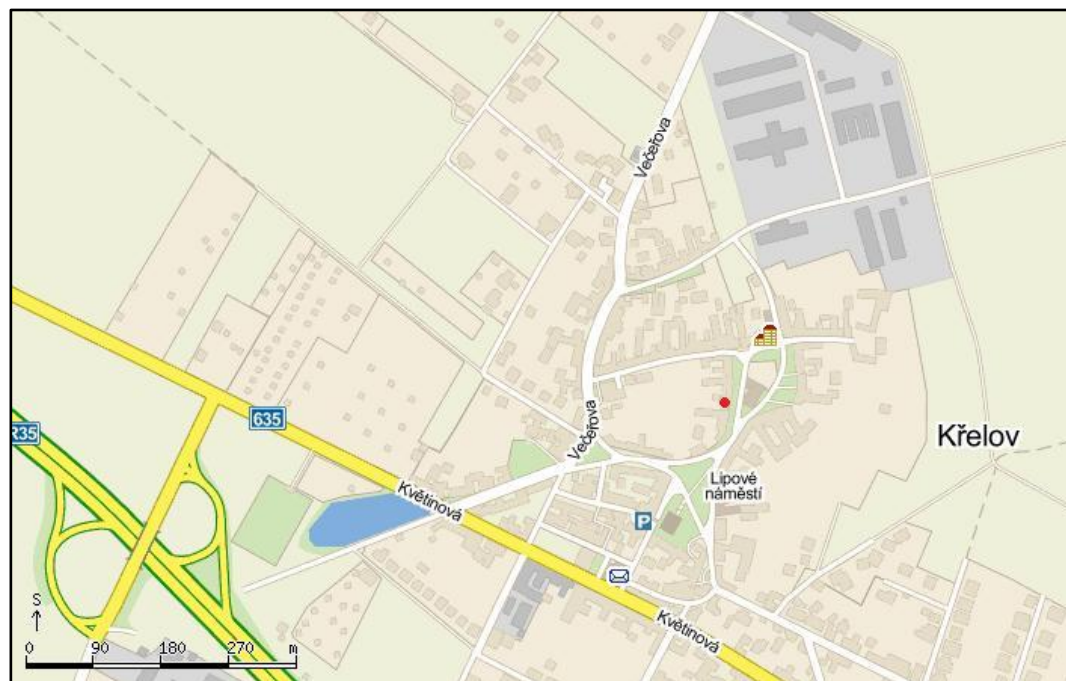 Večeřova
635
R35
Křelov
Večeřova
Květinová
Lipové
náměstí
P
Květinová
S
0 90 180 270 m